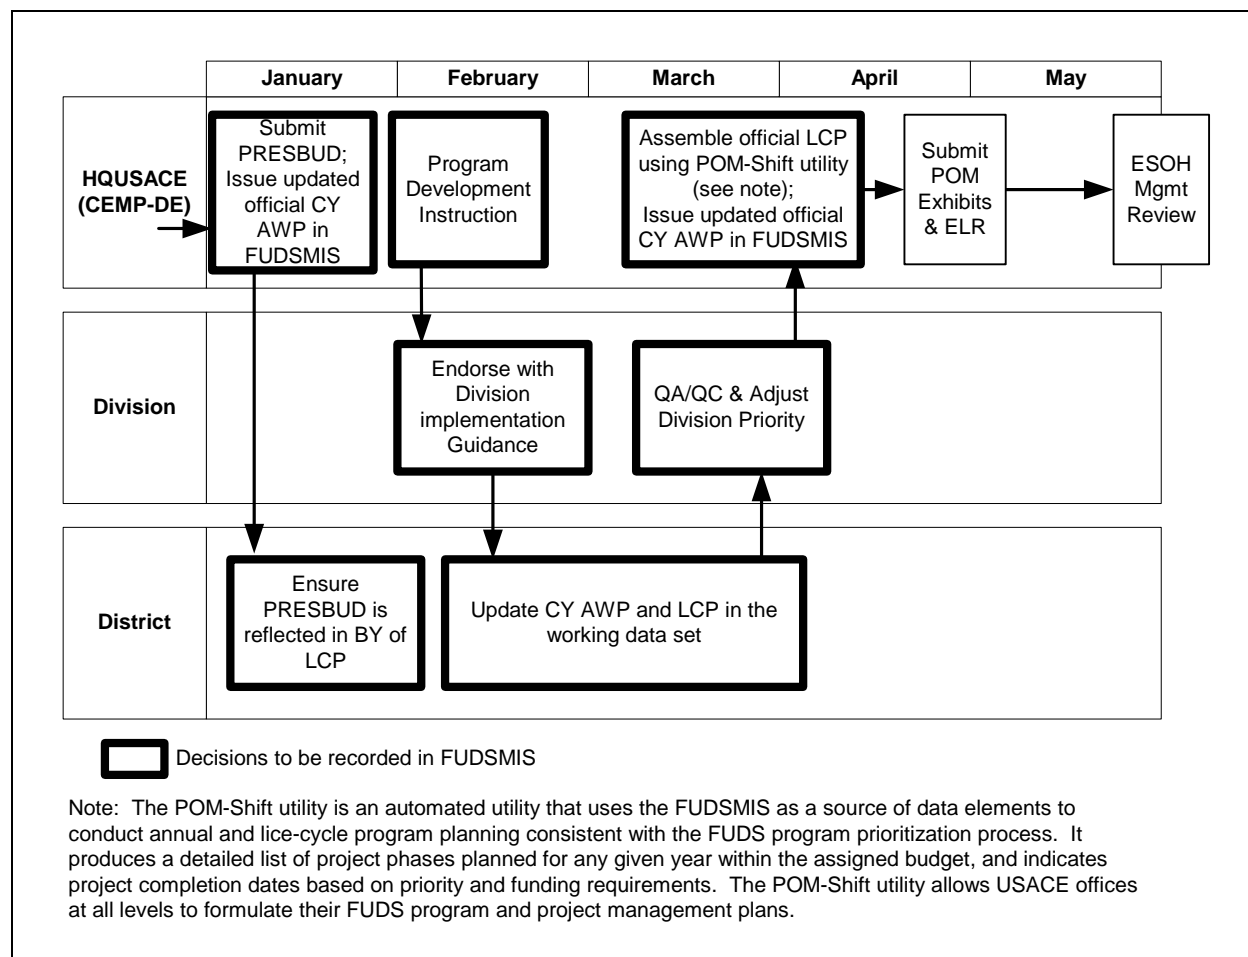 January
February
March
April
May
HQUSACE
(CEMP-DE)
Submit
PRESBUD;
Issue updated
official CY
AWP in
FUDSMIS
Program
Development
Instruction
Assemble official LCP
using POM-Shift utility
(see note);
Issue updated official
CY AWP in FUDSMIS
Submit
POM
Exhibits
& ELR
ESOH
Mgmt
Review
Division
Endorse with
Division
implementation
Guidance
QA/QC & Adjust
Division Priority
District
Ensure
PRESBUD is
reflected in BY of
LCP
Update CY AWP and LCP in the
working data set
Decisions to be recorded in FUDSMIS
Note:  The POM-Shift utility is an automated utility that uses the FUDSMIS as a source of data elements to
conduct annual and lice-cycle program planning consistent with the FUDS program prioritization process.  It
produces a detailed list of project phases planned for any given year within the assigned budget, and indicates
project completion dates based on priority and funding requirements.  The POM-Shift utility allows USACE offices
at all levels to formulate their FUDS program and project management plans.